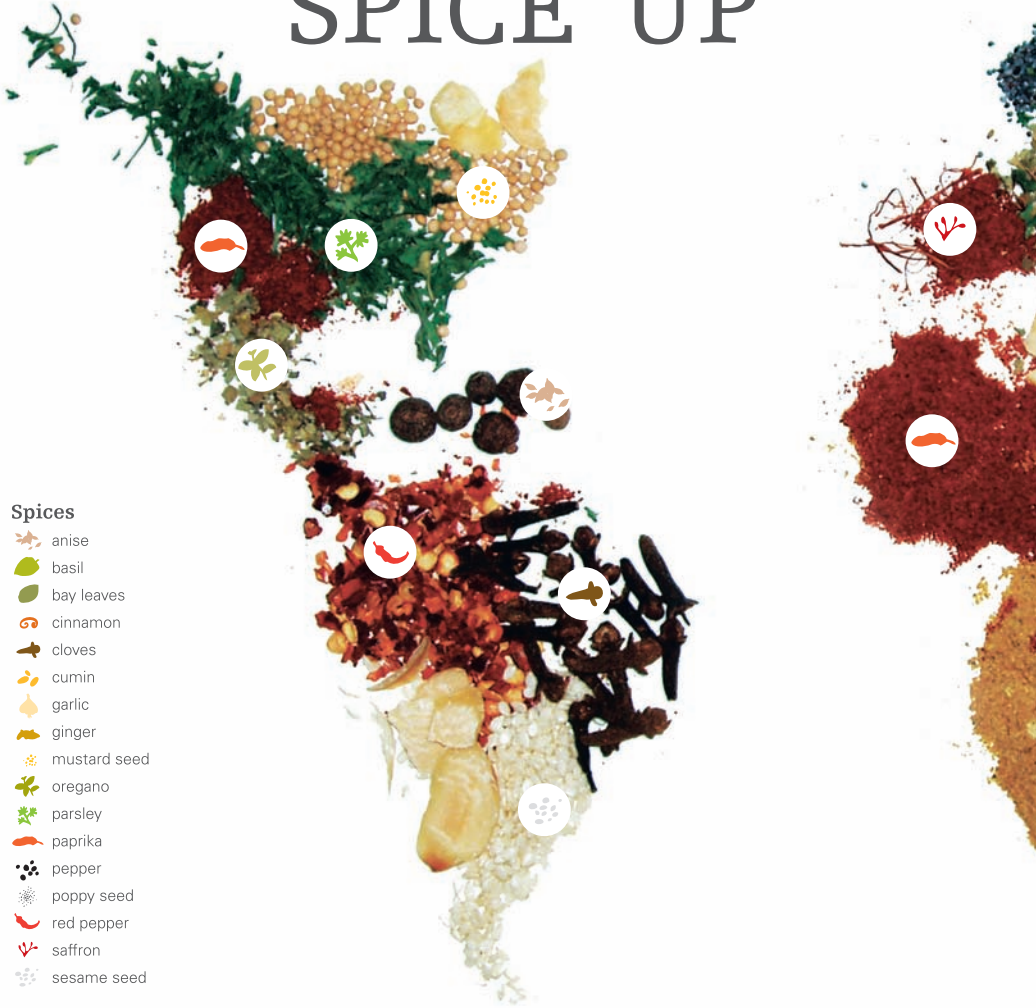 SPICE UP
Spices
anise
basil
bay leaves
cinnamon
cloves
cumin
garlic
ginger
mustard seed
oregano
parsley
paprika
pepper
poppy seed
red pepper
saffron
sesame seed